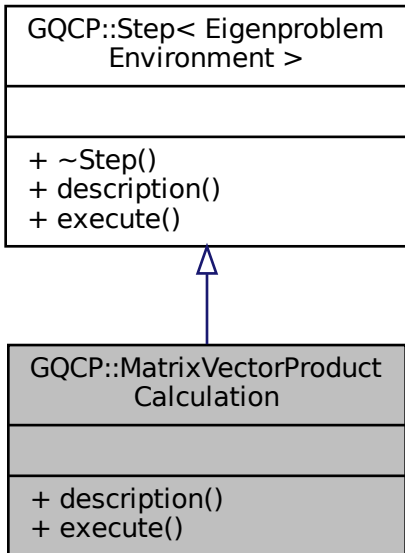 GQCP::Step< Eigenproblem
Environment >
+ ~Step()
+ description()
+ execute()
GQCP::MatrixVectorProduct
Calculation
+ description()
+ execute()